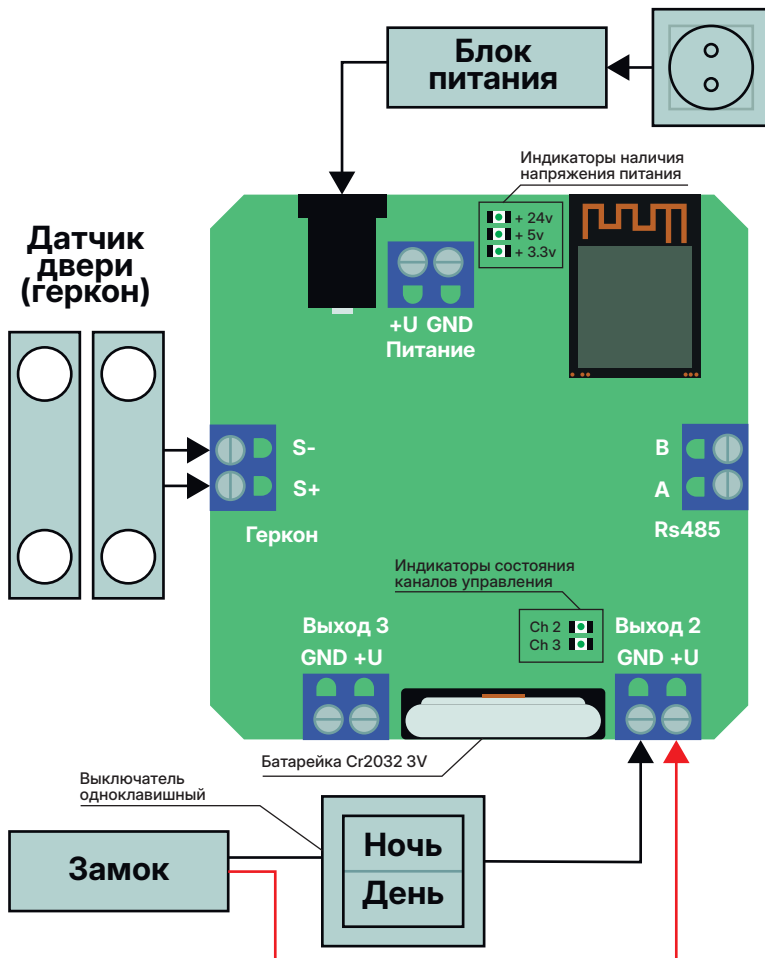 Блок
питания
Индикаторы наличия
напряжения питания
+ 24v
+ 5v
+ 3.3v
Датчик
двери
(геркон)
+U GND
Питание
S-
S+
Геркон
B
A
Rs485
Индикаторы состояния
каналов управления
Ch 2
Ch 3
Выход 3
GND +U
Выход 2
GND +U
Батарейка Cr2032 3V
Выключатель
одноклавишный
Замок
Ночь
День